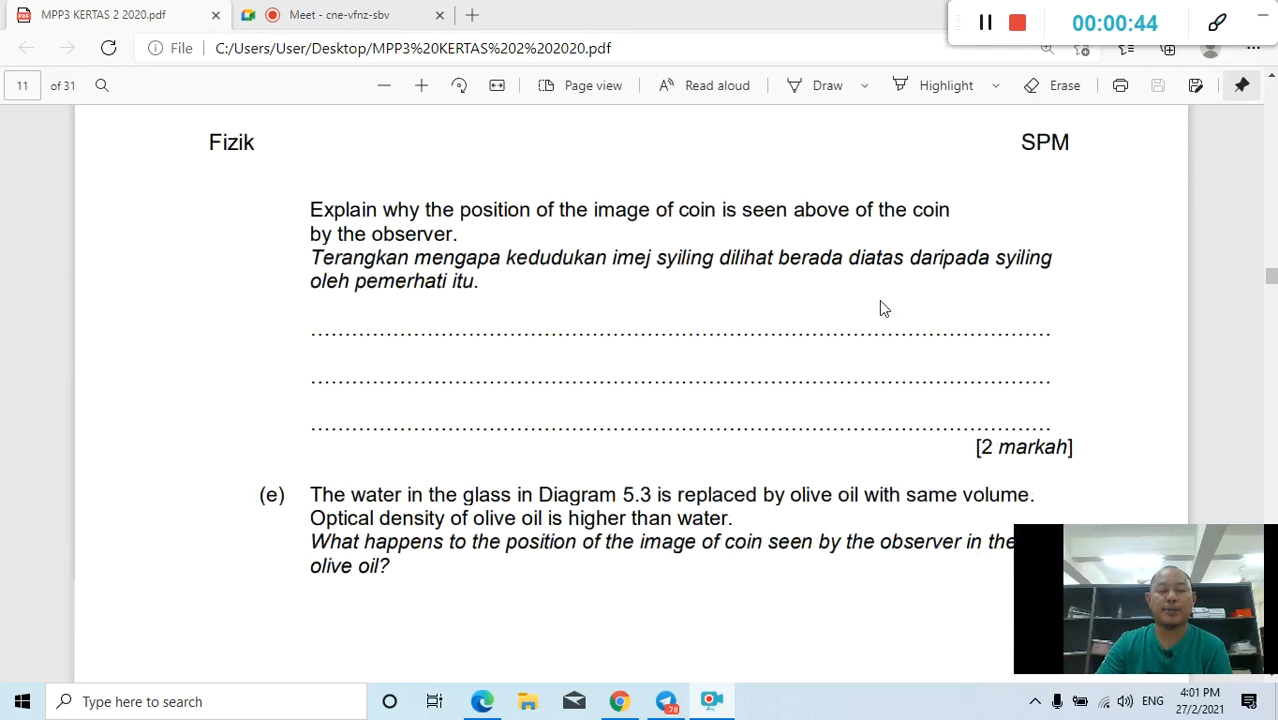 MPP3 KERTAS 2 2020.pdf
Meet - cne-vfnz-sbv
00:00:44
File
C:/Users/User/Desktop/MPP3%20KERTAS%202%202020.pdf
11 of 31
Page view
Read aloud
Draw
Highlight
Erase
Fizik
SPM
Explain why the position of the image of coin is seen above of the coin
by the observer.
Terangkan mengapa kedudukan imej syiling dilihat berada diatas daripada syiling
oleh pemerhati itu.
...............................................................................................................
...............................................................................................................
...............................................................................................................
[2 markah]
(e) The water in the glass in Diagram 5.3 is replaced by olive oil with same volume.
Optical density of olive oil is higher than water.
What happens to the position of the image of coin seen by the observer in the
olive oil?
Type here to search
78
ENG
4:01 PM
27/2/2021